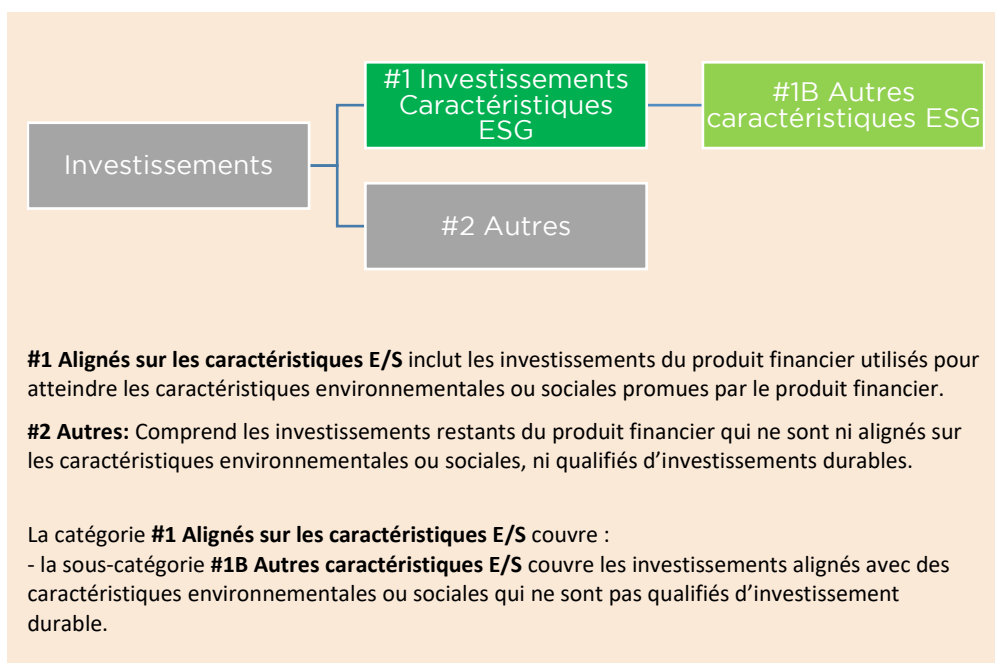 #1 Investissements
Caractéristiques
ESG
#1B Autres
caractéristiques ESG
Investissements
#2 Autres
#1 Alignés sur les caractéristiques E/S inclut les investissements du produit financier utilisés pour
atteindre les caractéristiques environnementales ou sociales promues par le produit financier.
#2 Autres: Comprend les investissements restants du produit financier qui ne sont ni alignés sur
les caractéristiques environnementales ou sociales, ni qualifiés d’investissements durables.
La catégorie #1 Alignés sur les caractéristiques E/S couvre :
- la sous-catégorie #1B Autres caractéristiques E/S couvre les investissements alignés avec des
caractéristiques environnementales ou sociales qui ne sont pas qualifiés d’investissement
durable.